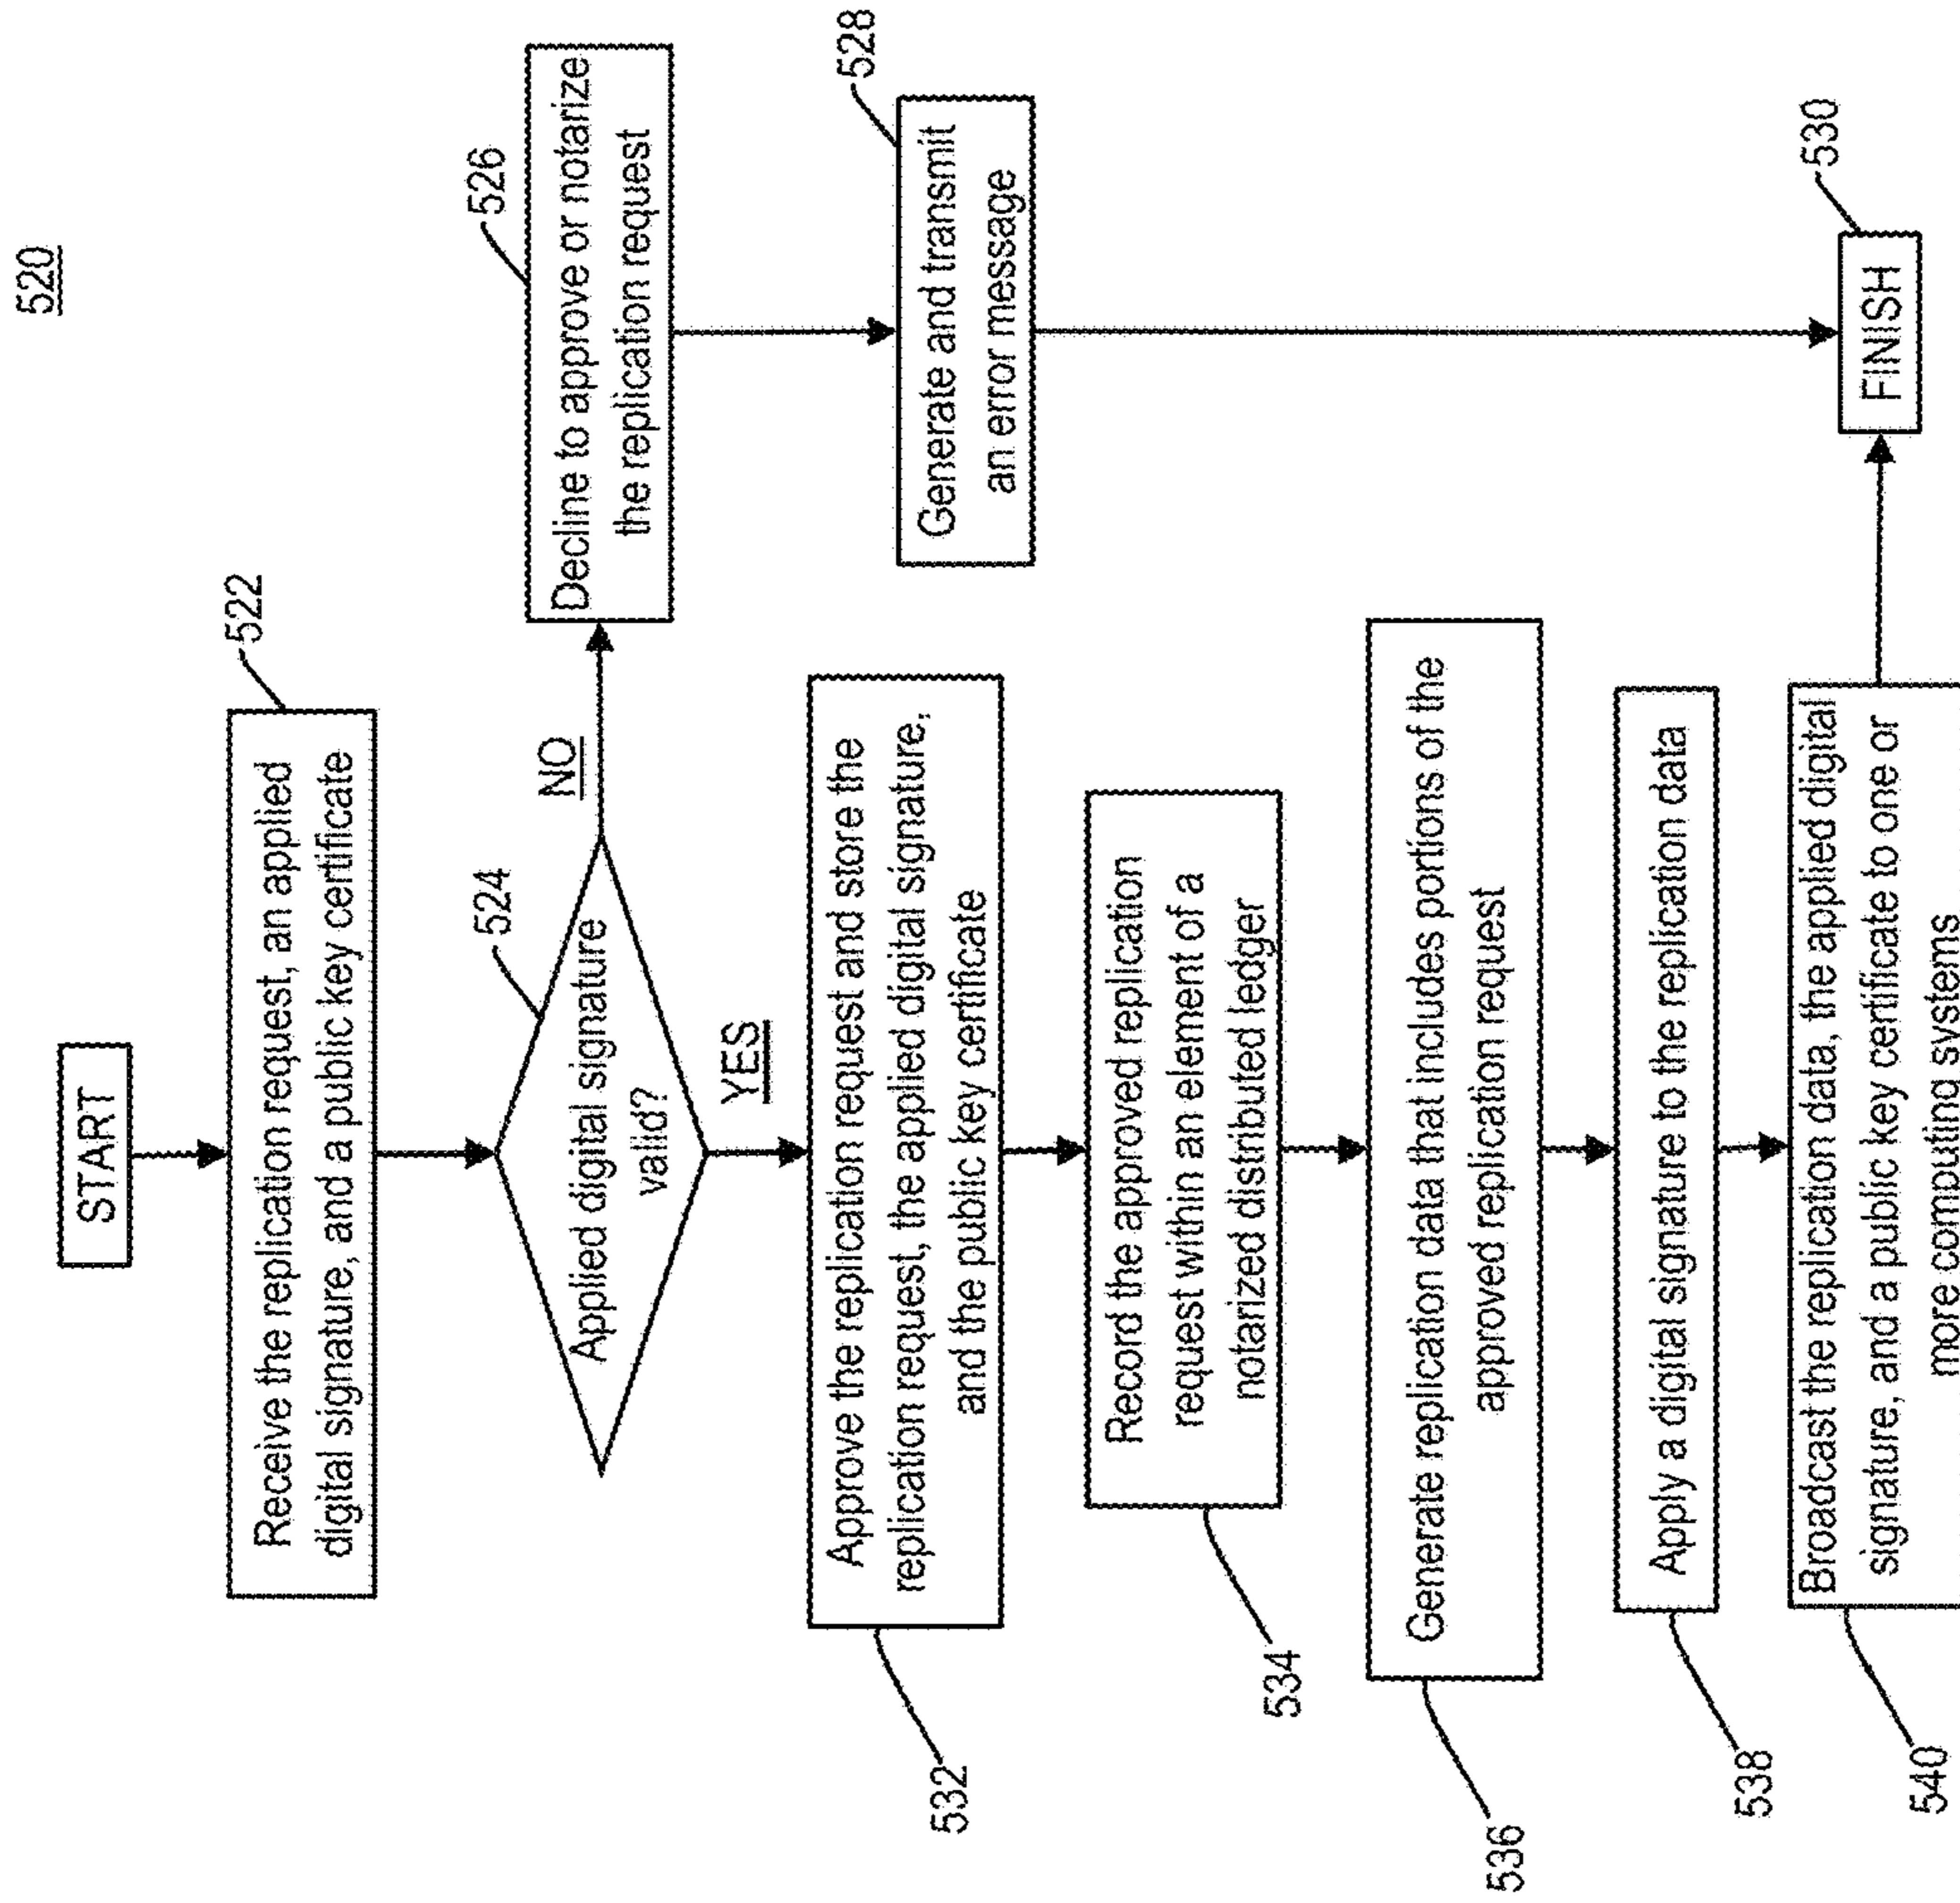 520
START
522
Receive the replication request, an applied
digital signature, and a public key certificate
524
Applied digital signature
valid?
NO
526
Decline to approve or notarize
the replication request
528
Generate and transmit
an error message
YES
532
Approve the replication request and store the
replication request, the applied digital signature,
and the public key certificate
534
Record the approved replication
request within an element of a
notarized distributed ledger
536
Generate replication data that includes portions of the
approved replication request
538
Apply a digital signature to the replication data
540
Broadcast the replication data, the applied digital
signature, and a public key certificate to one or
more computing systems
530
FINISH